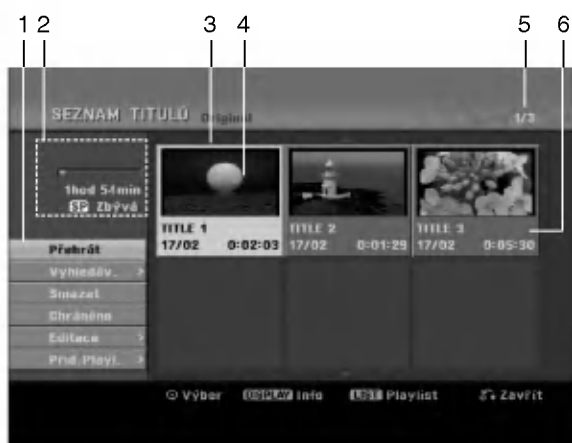 1 2 3 4 5 6
SEZNAM TITULŮ Original 1/3
1hod 54min
SP Zbývá
TITLE 1
17/02 0:02:03
TITLE 2
17/02 0:01:29
TITLE 3
17/02 0:05:30
Přehrát
Vyhledáv. >
Smazat
Chráněno
Editace >
Přid.Playl. >
Výběr DISPLAY Info LIST Playlist Zavřít